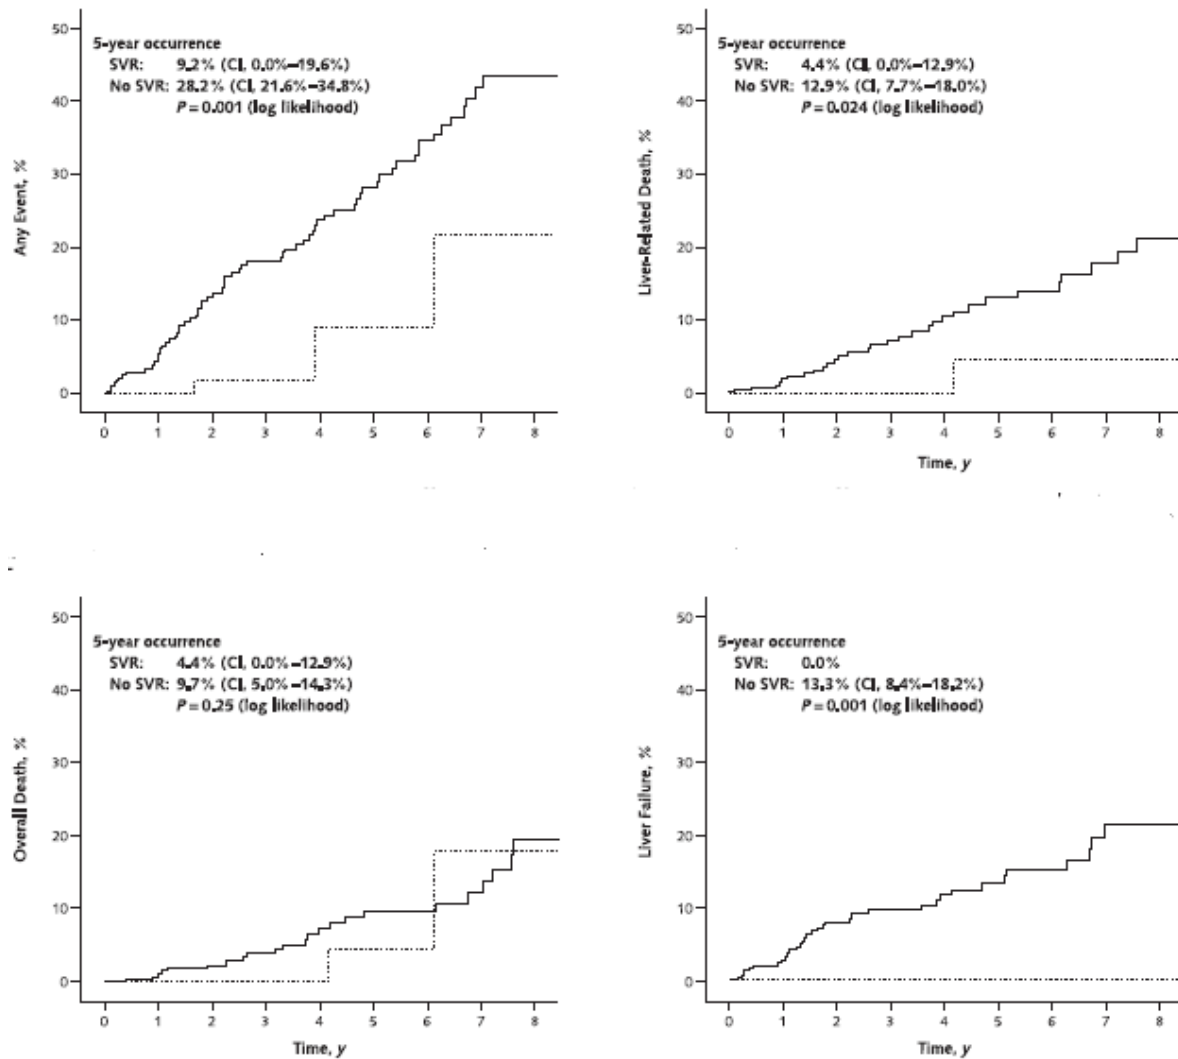 50
40
30
20
10
0
Any Event, %
5-year occurrence
SVR: 9.2% (CI, 0.0%–19.6%)
No SVR: 28.2% (CI, 21.6%–34.8%)
P = 0.001 (log likelihood)
0 1 2 3 4 5 6 7 8
50
40
30
20
10
0
Liver-Related Death, %
5-year occurrence
SVR: 4.4% (CI, 0.0%–12.9%)
No SVR: 12.9% (CI, 7.7%–18.0%)
P = 0.024 (log likelihood)
0 1 2 3 4 5 6 7 8
Time, y
50
40
30
20
10
0
Overall Death, %
5-year occurrence
SVR: 4.4% (CI, 0.0%–12.9%)
No SVR: 9.7% (CI, 5.0%–14.3%)
P = 0.25 (log likelihood)
0 1 2 3 4 5 6 7 8
Time, y
50
40
30
20
10
0
Liver Failure, %
5-year occurrence
SVR: 0.0%
No SVR: 13.3% (CI, 8.4%–18.2%)
P = 0.001 (log likelihood)
0 1 2 3 4 5 6 7 8
Time, y